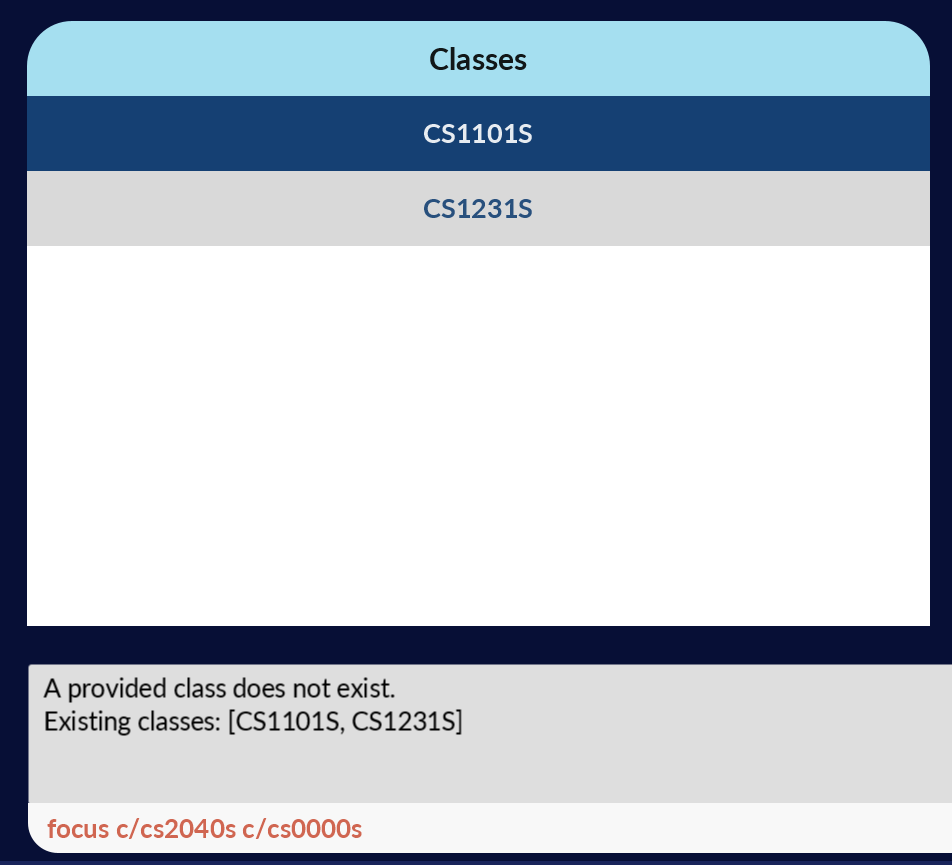 Classes
CS1101S
CS1231S
A provided class does not exist.
Existing classes: [CS1101S, CS1231S]
focus c/cs2040s c/cs0000s